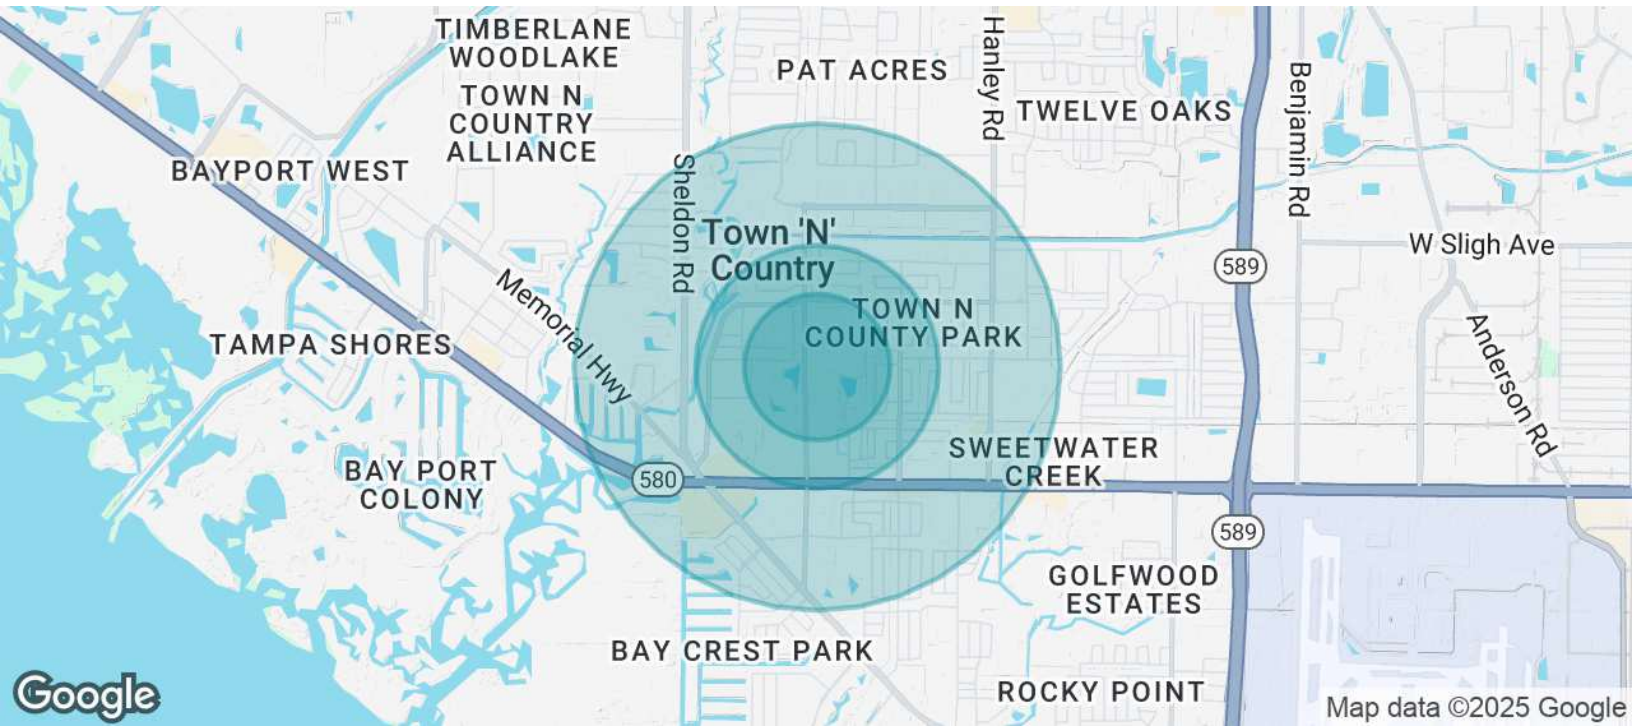 TIMBERLANE
WOODLAKE
TOWN N
COUNTRY
ALLIANCE
PAT ACRES
Hanley Rd
TWELVE OAKS
Benjamin Rd
BAYPORT WEST
Sheldon Rd
Town 'N'
Country
W Sligh Ave
589
Memorial Hwy
TOWN N
COUNTY PARK
TAMPA SHORES
Anderson Rd
BAY PORT
COLONY
580
SWEETWATER
CREEK
589
GOLFWOOD
ESTATES
BAY CREST PARK
ROCKY POINT
Google
Map data ©2025 Google